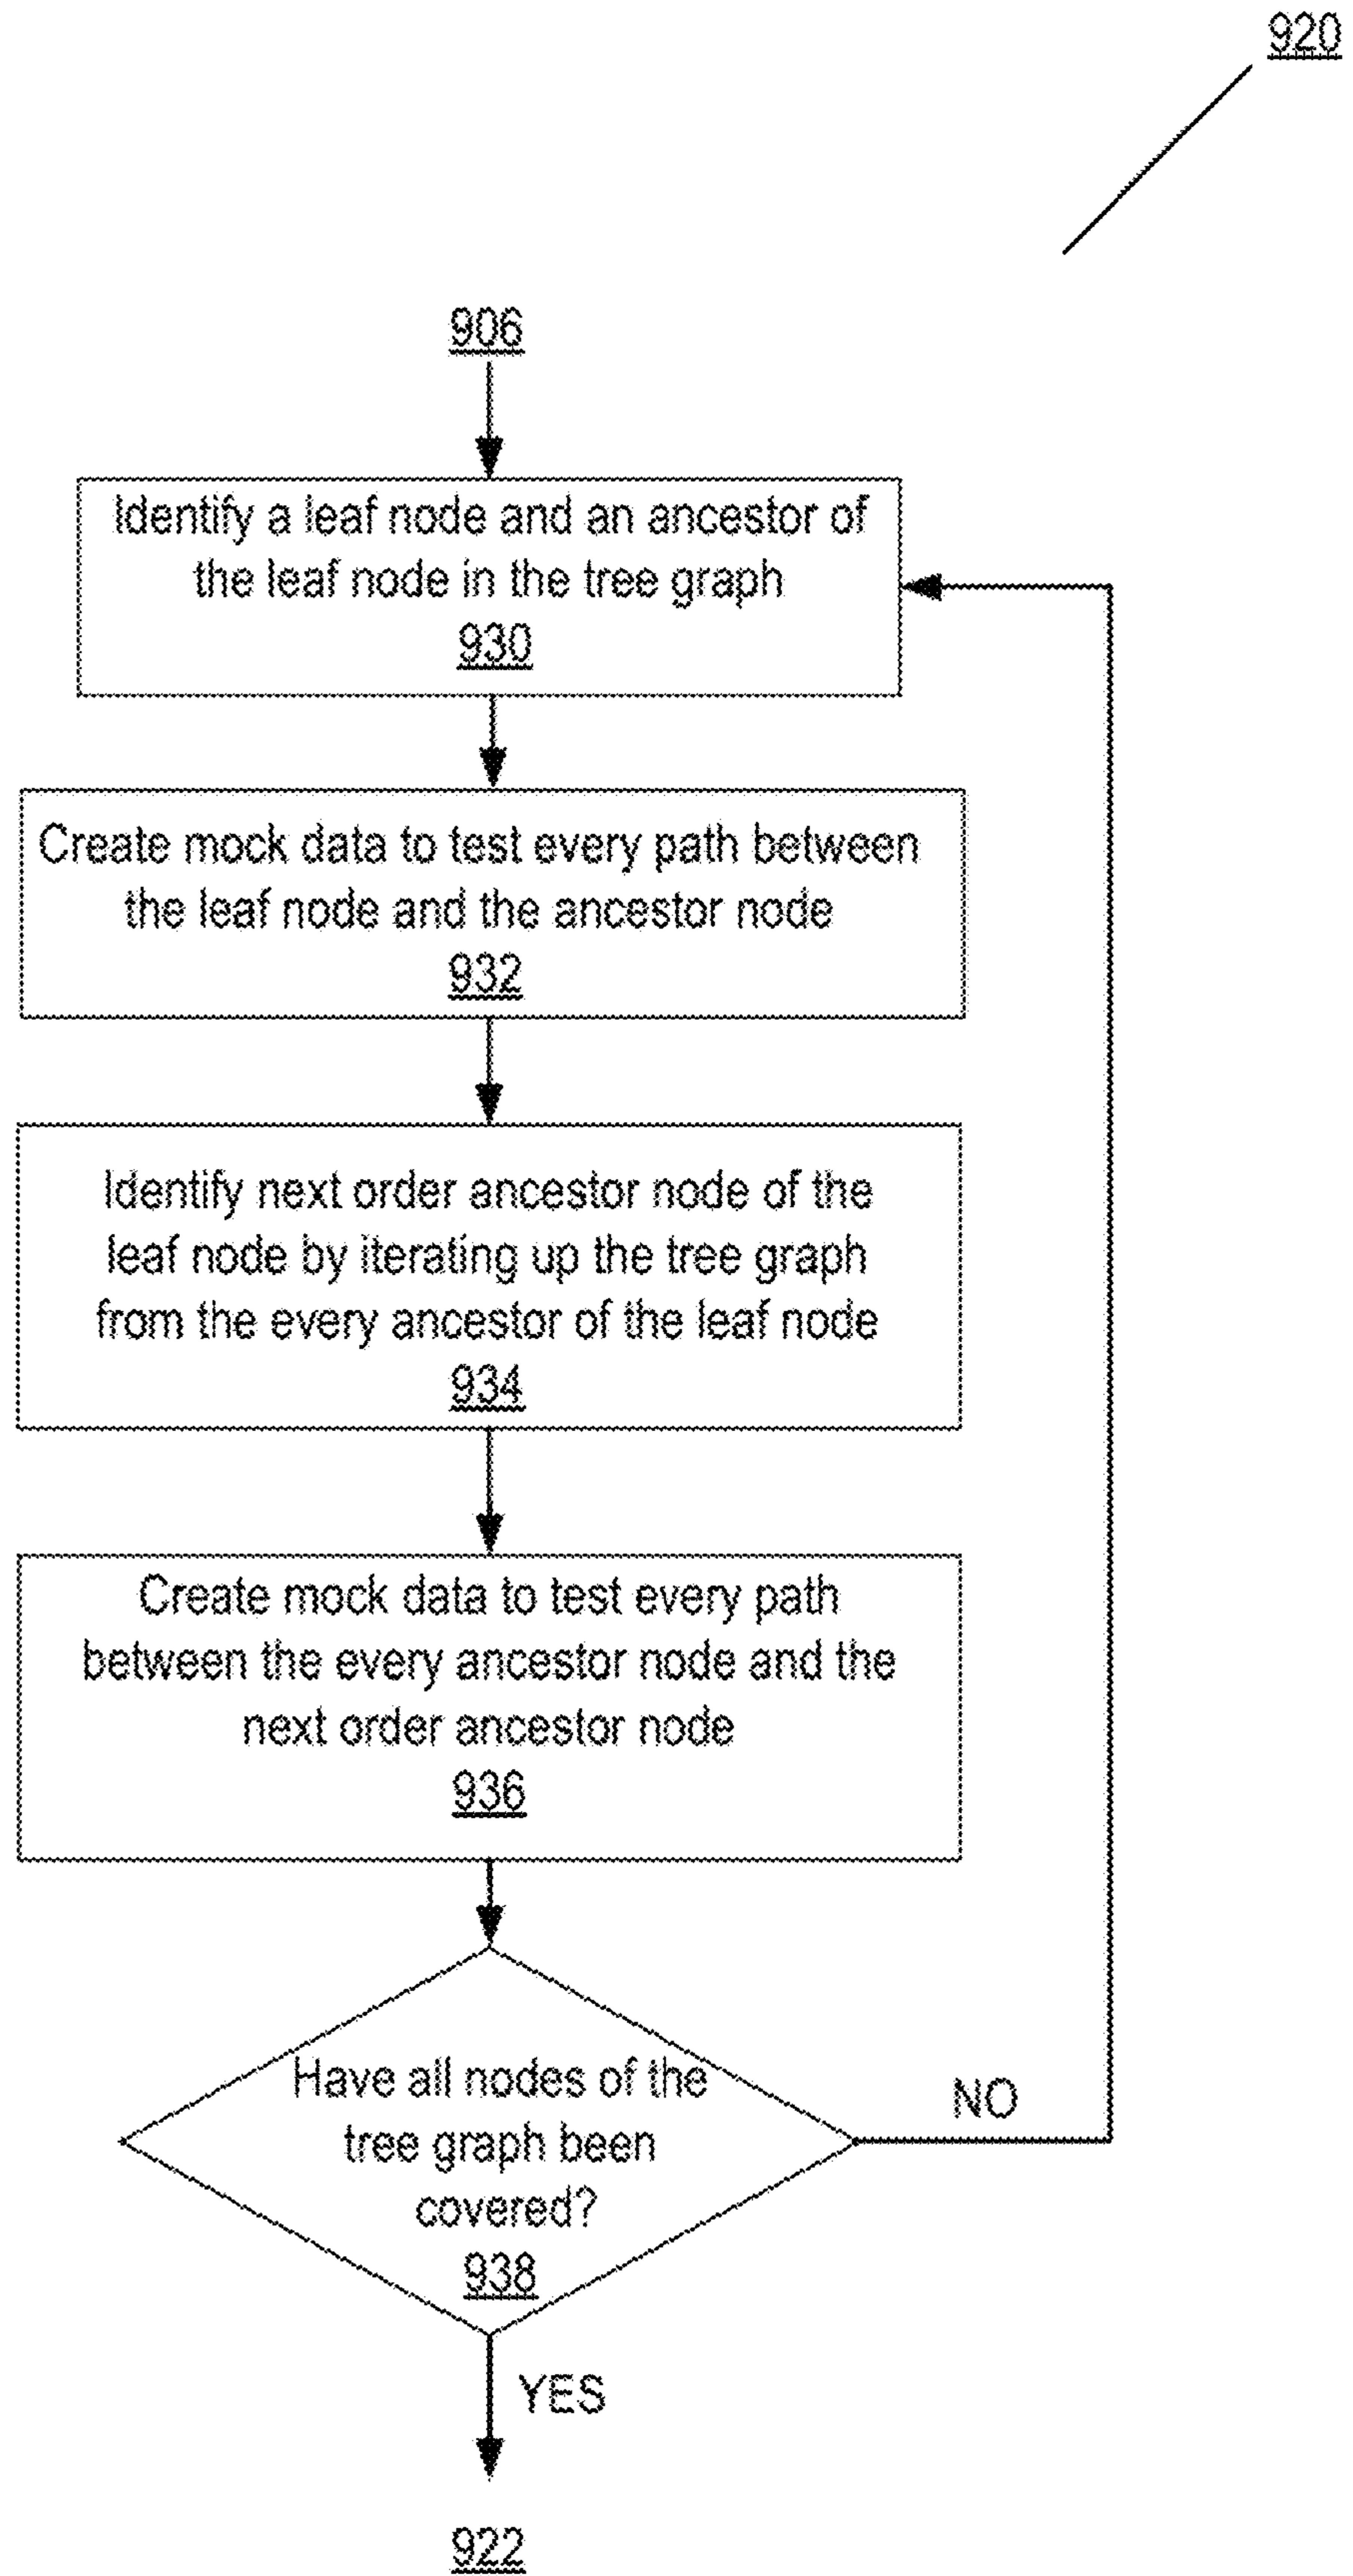 920
906
Identify a leaf node and an ancestor of
the leaf node in the tree graph
930
Create mock data to test every path between
the leaf node and the ancestor node
932
Identify next order ancestor node of the
leaf node by iterating up the tree graph
from the every ancestor of the leaf node
934
Create mock data to test every path
between the every ancestor node and the
next order ancestor node
936
Have all nodes of the
tree graph been
covered?
938
NO
YES
922